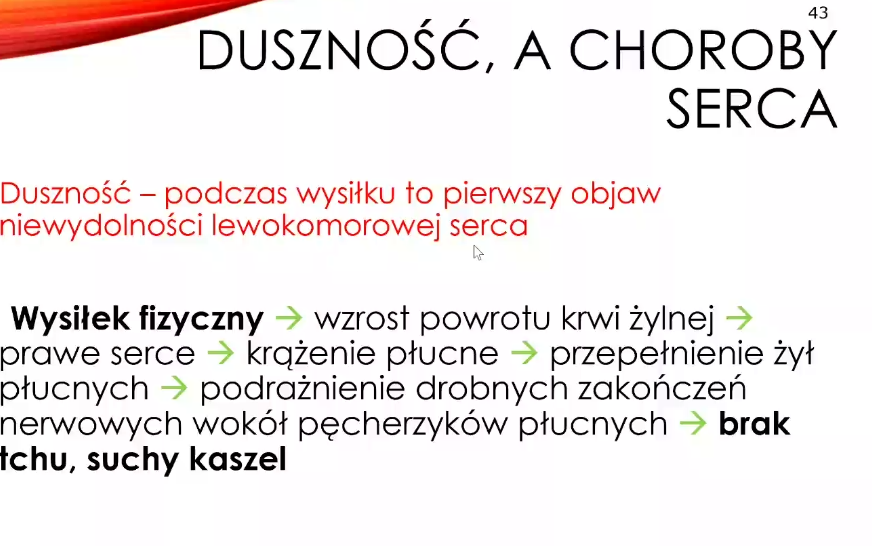 43
DUSZNOŚĆ, A CHOROBY
SERCA
Duszność – podczas wysiłku to pierwszy objaw
niewydolności lewokomorowej serca
Wysiłek fizyczny → wzrost powrotu krwi żylnej →
prawe serce → krążenie płucne → przepełnienie żył
płucnych → podrażnienie drobnych zakończeń
nerwowych wokół pęcherzyków płucnych → brak
tchu, suchy kaszel